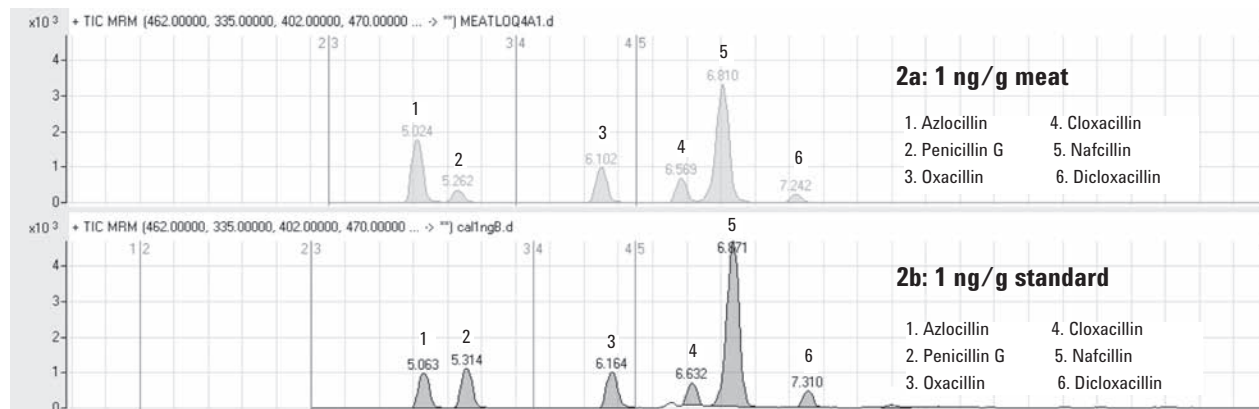 x10 3 + TIC MRM (462.00000, 335.00000, 402.00000, 470.00000 ... -> "") MEATLOQ4A1.d
2 3 3 4 4 5
4
3
2
1
0
1
5.024
2
5.262
3
6.102
4
6.569
5
6.810
6
7.242
2a: 1 ng/g meat
1. Azlocillin 4. Cloxacillin
2. Penicillin G 5. Nafcillin
3. Oxacillin 6. Dicloxacillin
x10 3 + TIC MRM (462.00000, 335.00000, 402.00000, 470.00000 ... -> "") cal1ngB.d
1 2 2 3 3 4 4 5
4
3
2
1
0
1
5.063
2
5.314
3
6.164
4
6.632
5
6.871
6
7.310
2b: 1 ng/g standard
1. Azlocillin 4. Cloxacillin
2. Penicillin G 5. Nafcillin
3. Oxacillin 6. Dicloxacillin